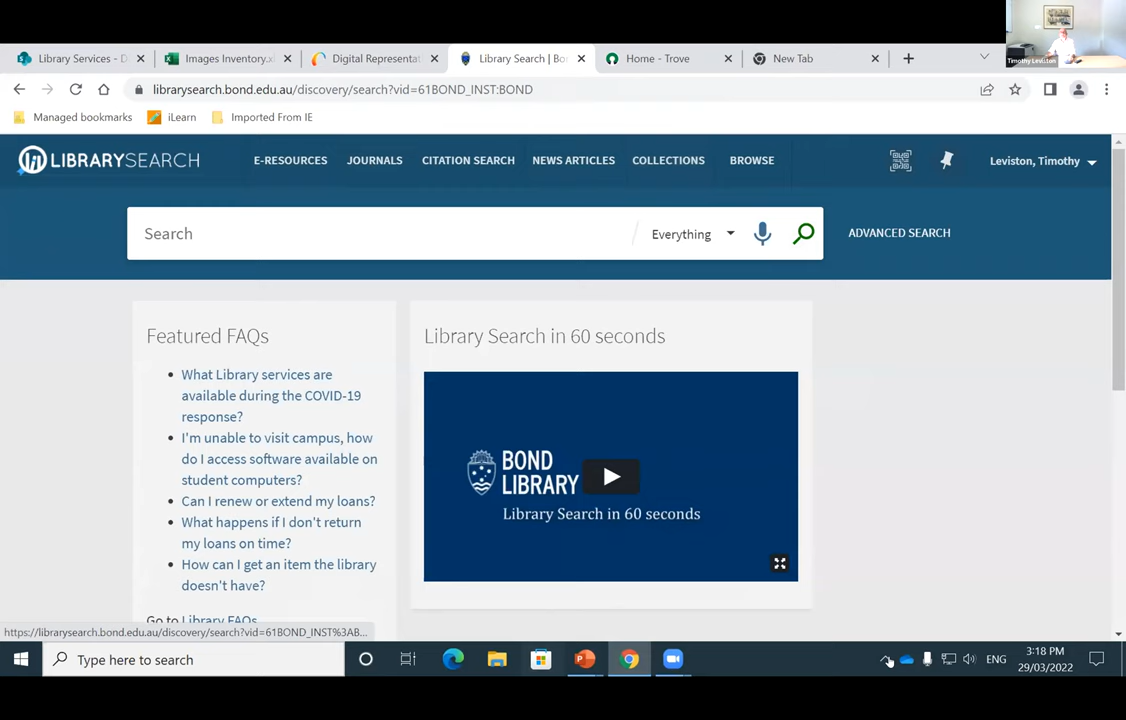 Timothy Leviston
Library Services - D
Images Inventory.x
Digital Representat
Library Search | Bo
Home - Trove
New Tab
librarysearch.bond.edu.au/discovery/search?vid=61BOND_INST:BOND
Managed bookmarks
iLearn
Imported From IE
LIBRARYSEARCH
E-RESOURCES
JOURNALS
CITATION SEARCH
NEWS ARTICLES
COLLECTIONS
BROWSE
Leviston, Timothy
Search
Everything
ADVANCED SEARCH
Featured FAQs
What Library services are
available during the COVID-19
response?
I'm unable to visit campus, how
do I access software available on
student computers?
Can I renew or extend my loans?
What happens if I don't return
my loans on time?
How can I get an item the library
doesn't have?
Go to Library FAQs
Library Search in 60 seconds
BOND
LIBRARY
Library Search in 60 seconds
https://librarysearch.bond.edu.au/discovery/search?vid=61BOND_INST%3AB...
Type here to search
ENG
3:18 PM
29/03/2022